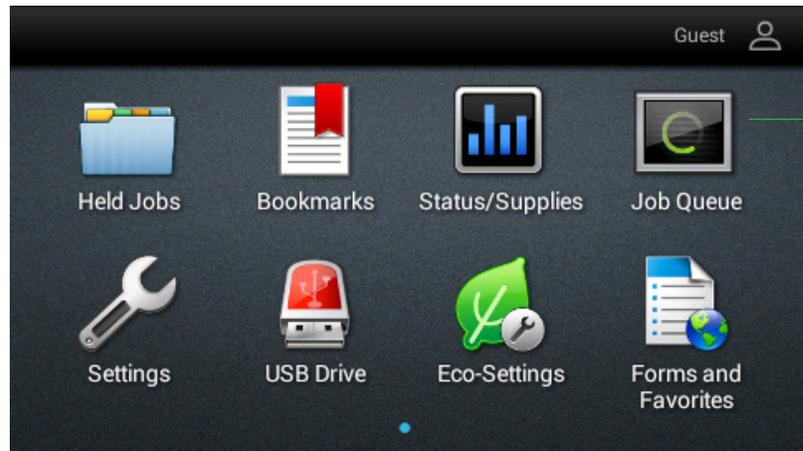 Guest
Held Jobs
Bookmarks
Status/Supplies
Job Queue
Settings
USB Drive
Eco-Settings
Forms and
Favorites